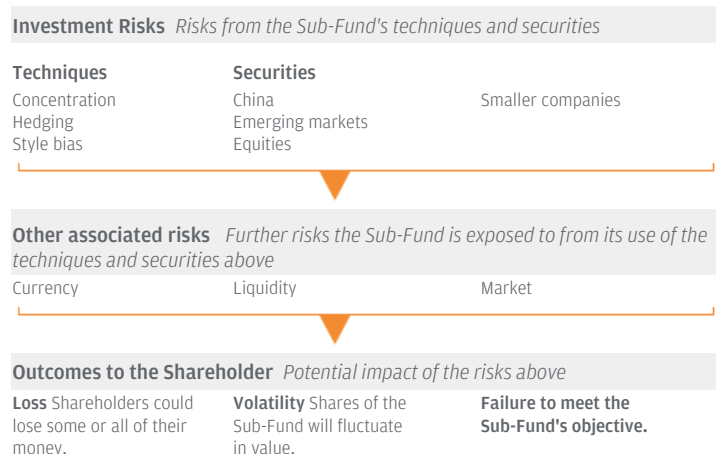 Investment Risks Risks from the Sub-Fund's techniques and securities
Techniques
Concentration
Hedging
Style bias
Securities
China
Emerging markets
Equities
Smaller companies
Other associated risks Further risks the Sub-Fund is exposed to from its use of the
techniques and securities above
Currency
Liquidity
Market
Outcomes to the Shareholder Potential impact of the risks above
Loss Shareholders could
lose some or all of their
money.
Volatility Shares of the
Sub-Fund will fluctuate
in value.
Failure to meet the
Sub-Fund's objective.